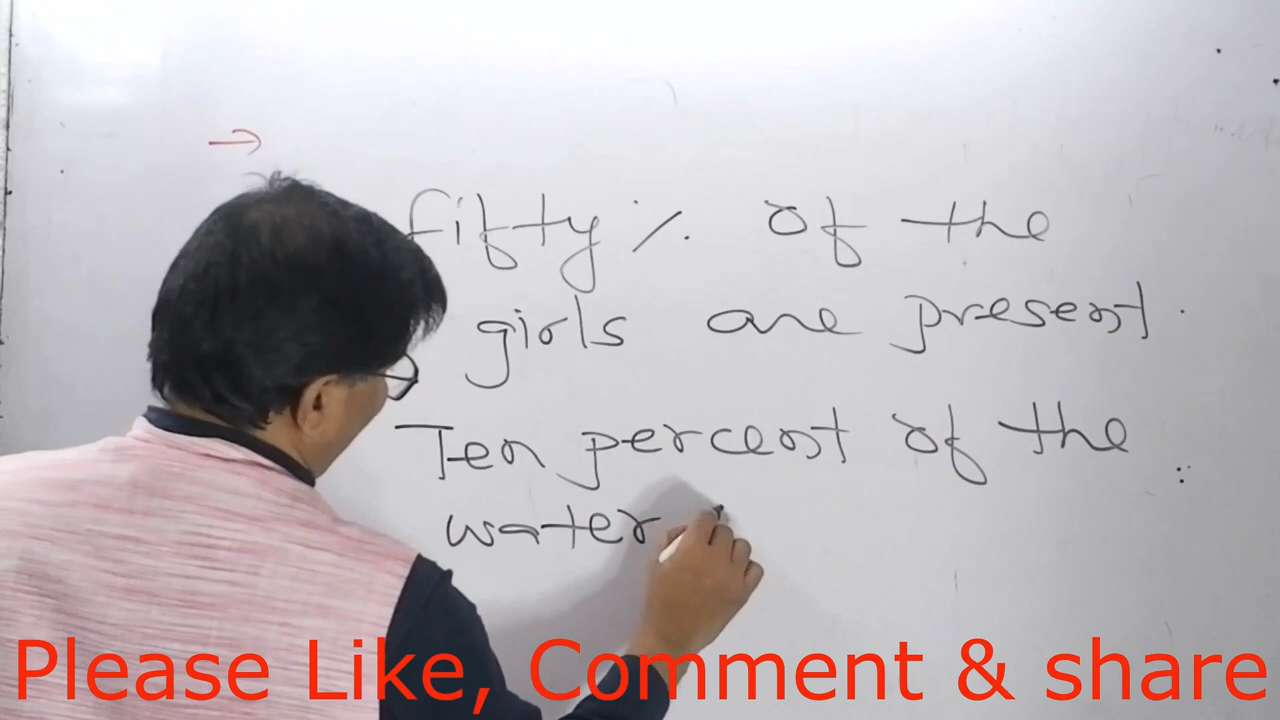 fifty % of the
girls are present.
Ten percent of the
water
Please Like, Comment & share